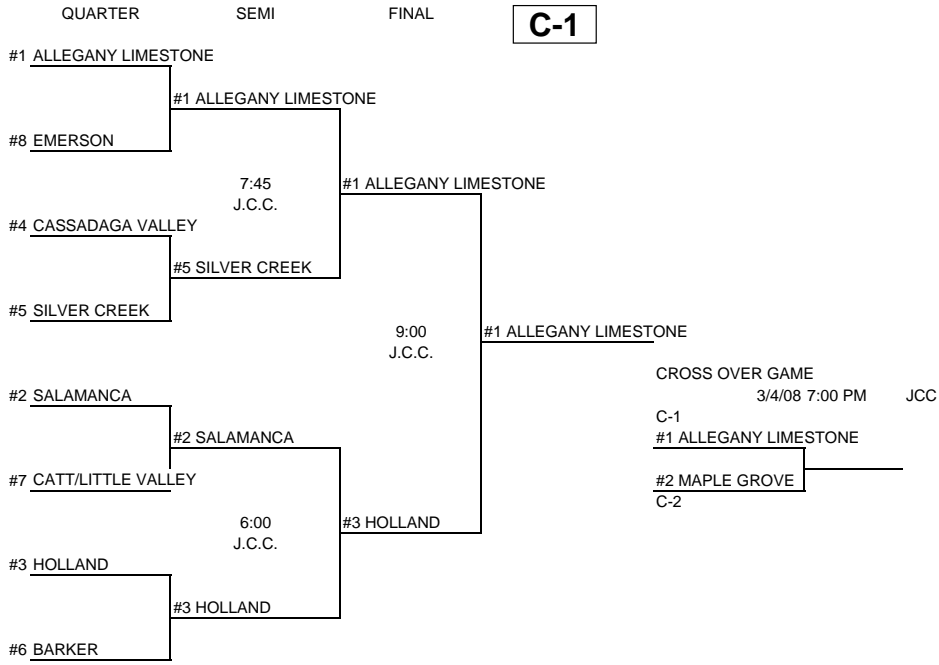 QUARTER SEMI FINAL C-1
#1 ALLEGANY LIMESTONE
#1 ALLEGANY LIMESTONE
#8 EMERSON
7:45
J.C.C.
#1 ALLEGANY LIMESTONE
#4 CASSADAGA VALLEY
#5 SILVER CREEK
#5 SILVER CREEK
9:00
J.C.C.
#1 ALLEGANY LIMESTONE
CROSS OVER GAME
3/4/08 7:00 PM JCC
C-1
#1 ALLEGANY LIMESTONE
#2 MAPLE GROVE
C-2
#2 SALAMANCA
#2 SALAMANCA
#7 CATT/LITTLE VALLEY
6:00
J.C.C.
#3 HOLLAND
#3 HOLLAND
#3 HOLLAND
#6 BARKER